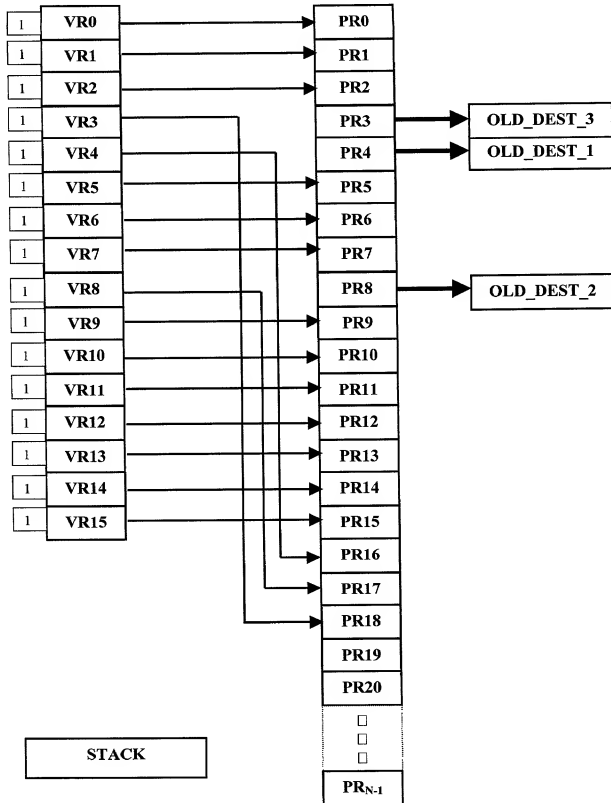 1 VR0 PR0
1 VR1 PR1
1 VR2 PR2
1 VR3 PR3 OLD_DEST_3
1 VR4 PR4 OLD_DEST_1
1 VR5 PR5
1 VR6 PR6
1 VR7 PR7
1 VR8 PR8 OLD_DEST_2
1 VR9 PR9
1 VR10 PR10
1 VR11 PR11
1 VR12 PR12
1 VR13 PR13
1 VR14 PR14
1 VR15 PR15
PR16
PR17
PR18
PR19
PR20
STACK
PRN-1